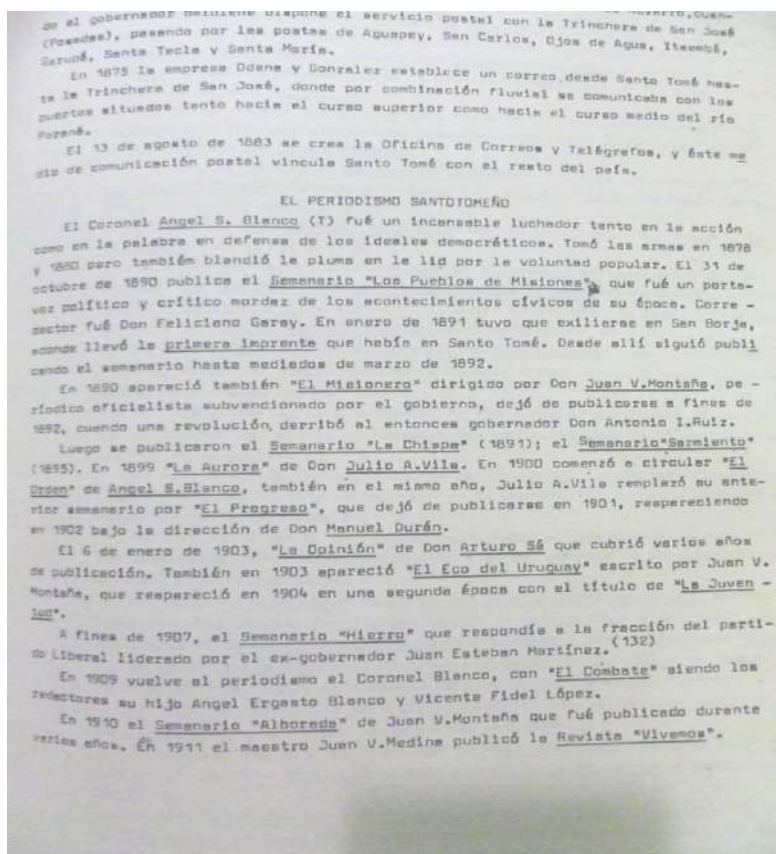 do el gobernador dispone el servicio postal con la Trinchera de San José
(Posadas), pasando por las postas de Aguapey, San Carlos, Ojos de Agua, Itaembé,
Garupá, Santa Tecla y Santa María.
En 1875 la empresa Odena y Gonzalez establece un correo desde Santo Tomé has-
ta la Trinchera de San José, donde por combinación fluvial se comunicaba con los
puertos situados tanto hacia el curso superior como hacia el curso medio del río
Paraná.
El 13 de agosto de 1883 se crea la Oficina de Correos y Telégrafos, y éste me
dio de comunicación postal vincula Santo Tomé con el resto del país.
EL PERIODISMO SANTOTOMEÑO
El Coronel Angel S. Blanco (T) fué un incansable luchador tanto en la acción
como en la palabra en defensa de los ideales democráticos. Tomó las armas en 1878
y 1880 pero también blandió la pluma en la lid por la voluntad popular. El 31 de
octubre de 1890 publica el Semanario "Los Pueblos de Misiones", que fué un porta-
voz político y crítico mordaz de los acontecimientos cívicos de su época. Corre -
dactor fué Don Feliciano Garay. En enero de 1891 tuvo que exiliarse en San Borja,
adonde llevó la primera imprenta que había en Santo Tomé. Desde allí siguió publi
cando el semanario hasta mediados de marzo de 1892.
En 1890 apareció también "El Misionero" dirigido por Don Juan V.Montaña, pe -
ríodico oficialista subvencionado por el gobierno, dejó de publicarse a fines de
1892, cuando una revolución derribó al entonces gobernador Don Antonio I.Ruiz.
Luego se publicaron el Semanario "La Chispa" (1891); el Semanario"Sarmiento"
(1895). En 1899 "La Aurora" de Don Julio A.Vila. En 1900 comenzó a circular "El
Orden" de Angel S.Blanco, también en el mismo año, Julio A.Vila remplazó su ante-
rior semanario por "El Progreso", que dejó de publicarse en 1901, reapareciendo
en 1902 bajo la dirección de Don Manuel Durán.
El 6 de enero de 1903, "La Opinión" de Don Arturo Sá que cubrió varios años
de publicación. También en 1903 apareció "El Eco del Uruguay" escrito por Juan V.
Montaña, que reapareció en 1904 en una segunda época con el título de "La Juven -
tud".
A fines de 1907, el Semanario "Hierro" que respondía a la fracción del parti-
do Liberal liderado por el ex-gobernador Juan Esteban Martínez. (132)
En 1909 vuelve al periodismo el Coronel Blanco, con "El Combate" siendo los
redactores su hijo Angel Ergasto Blanco y Vicente Fidel López.
En 1910 el Semanario "Alborada" de Juan V.Montaña que fué publicado durante
varios años. En 1911 el maestro Juan V.Medina publicó la Revista "Vivemos".